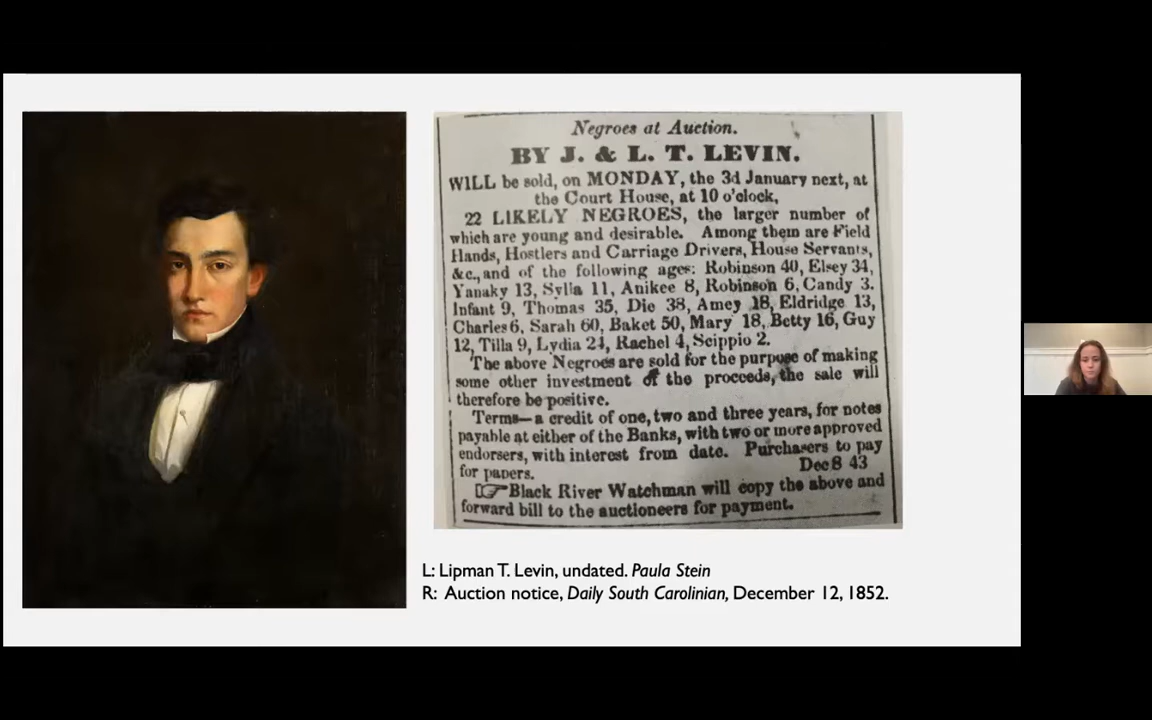 Negroes at Auction.
BY J. & L. T. LEVIN.
WILL be sold, on MONDAY, the 3d January next, at
the Court House, at 10 o'clock,
22 LIKELY NEGROES, the larger number of
which are young and desirable. Among them are Field
Hands, Hostlers and Carriage Drivers, House Servants,
&c., and of the following ages: Robinson 40, Elsey 34,
Yanaky 13, Sylla 11, Anikee 8, Robinson 6, Candy 3.
Infant 9, Thomas 35, Die 38, Amey 18, Eldridge 13,
Charles 6, Sarah 60, Baket 50, Mary 18, Betty 16, Guy
12, Tilla 9, Lydia 24, Rachel 4, Scippio 2.
The above Negroes are sold for the purpose of making
some other investment of the proceeds, the sale will
therefore be positive.
Terms—a credit of one, two and three years, for notes
payable at either of the Banks, with two or more approved
endorsers, with interest from date. Purchasers to pay
for papers. Dec 8 43
☞ Black River Watchman will copy the above and
forward bill to the auctioneers for payment.
L: Lipman T. Levin, undated. Paula Stein
R: Auction notice, Daily South Carolinian, December 12, 1852.